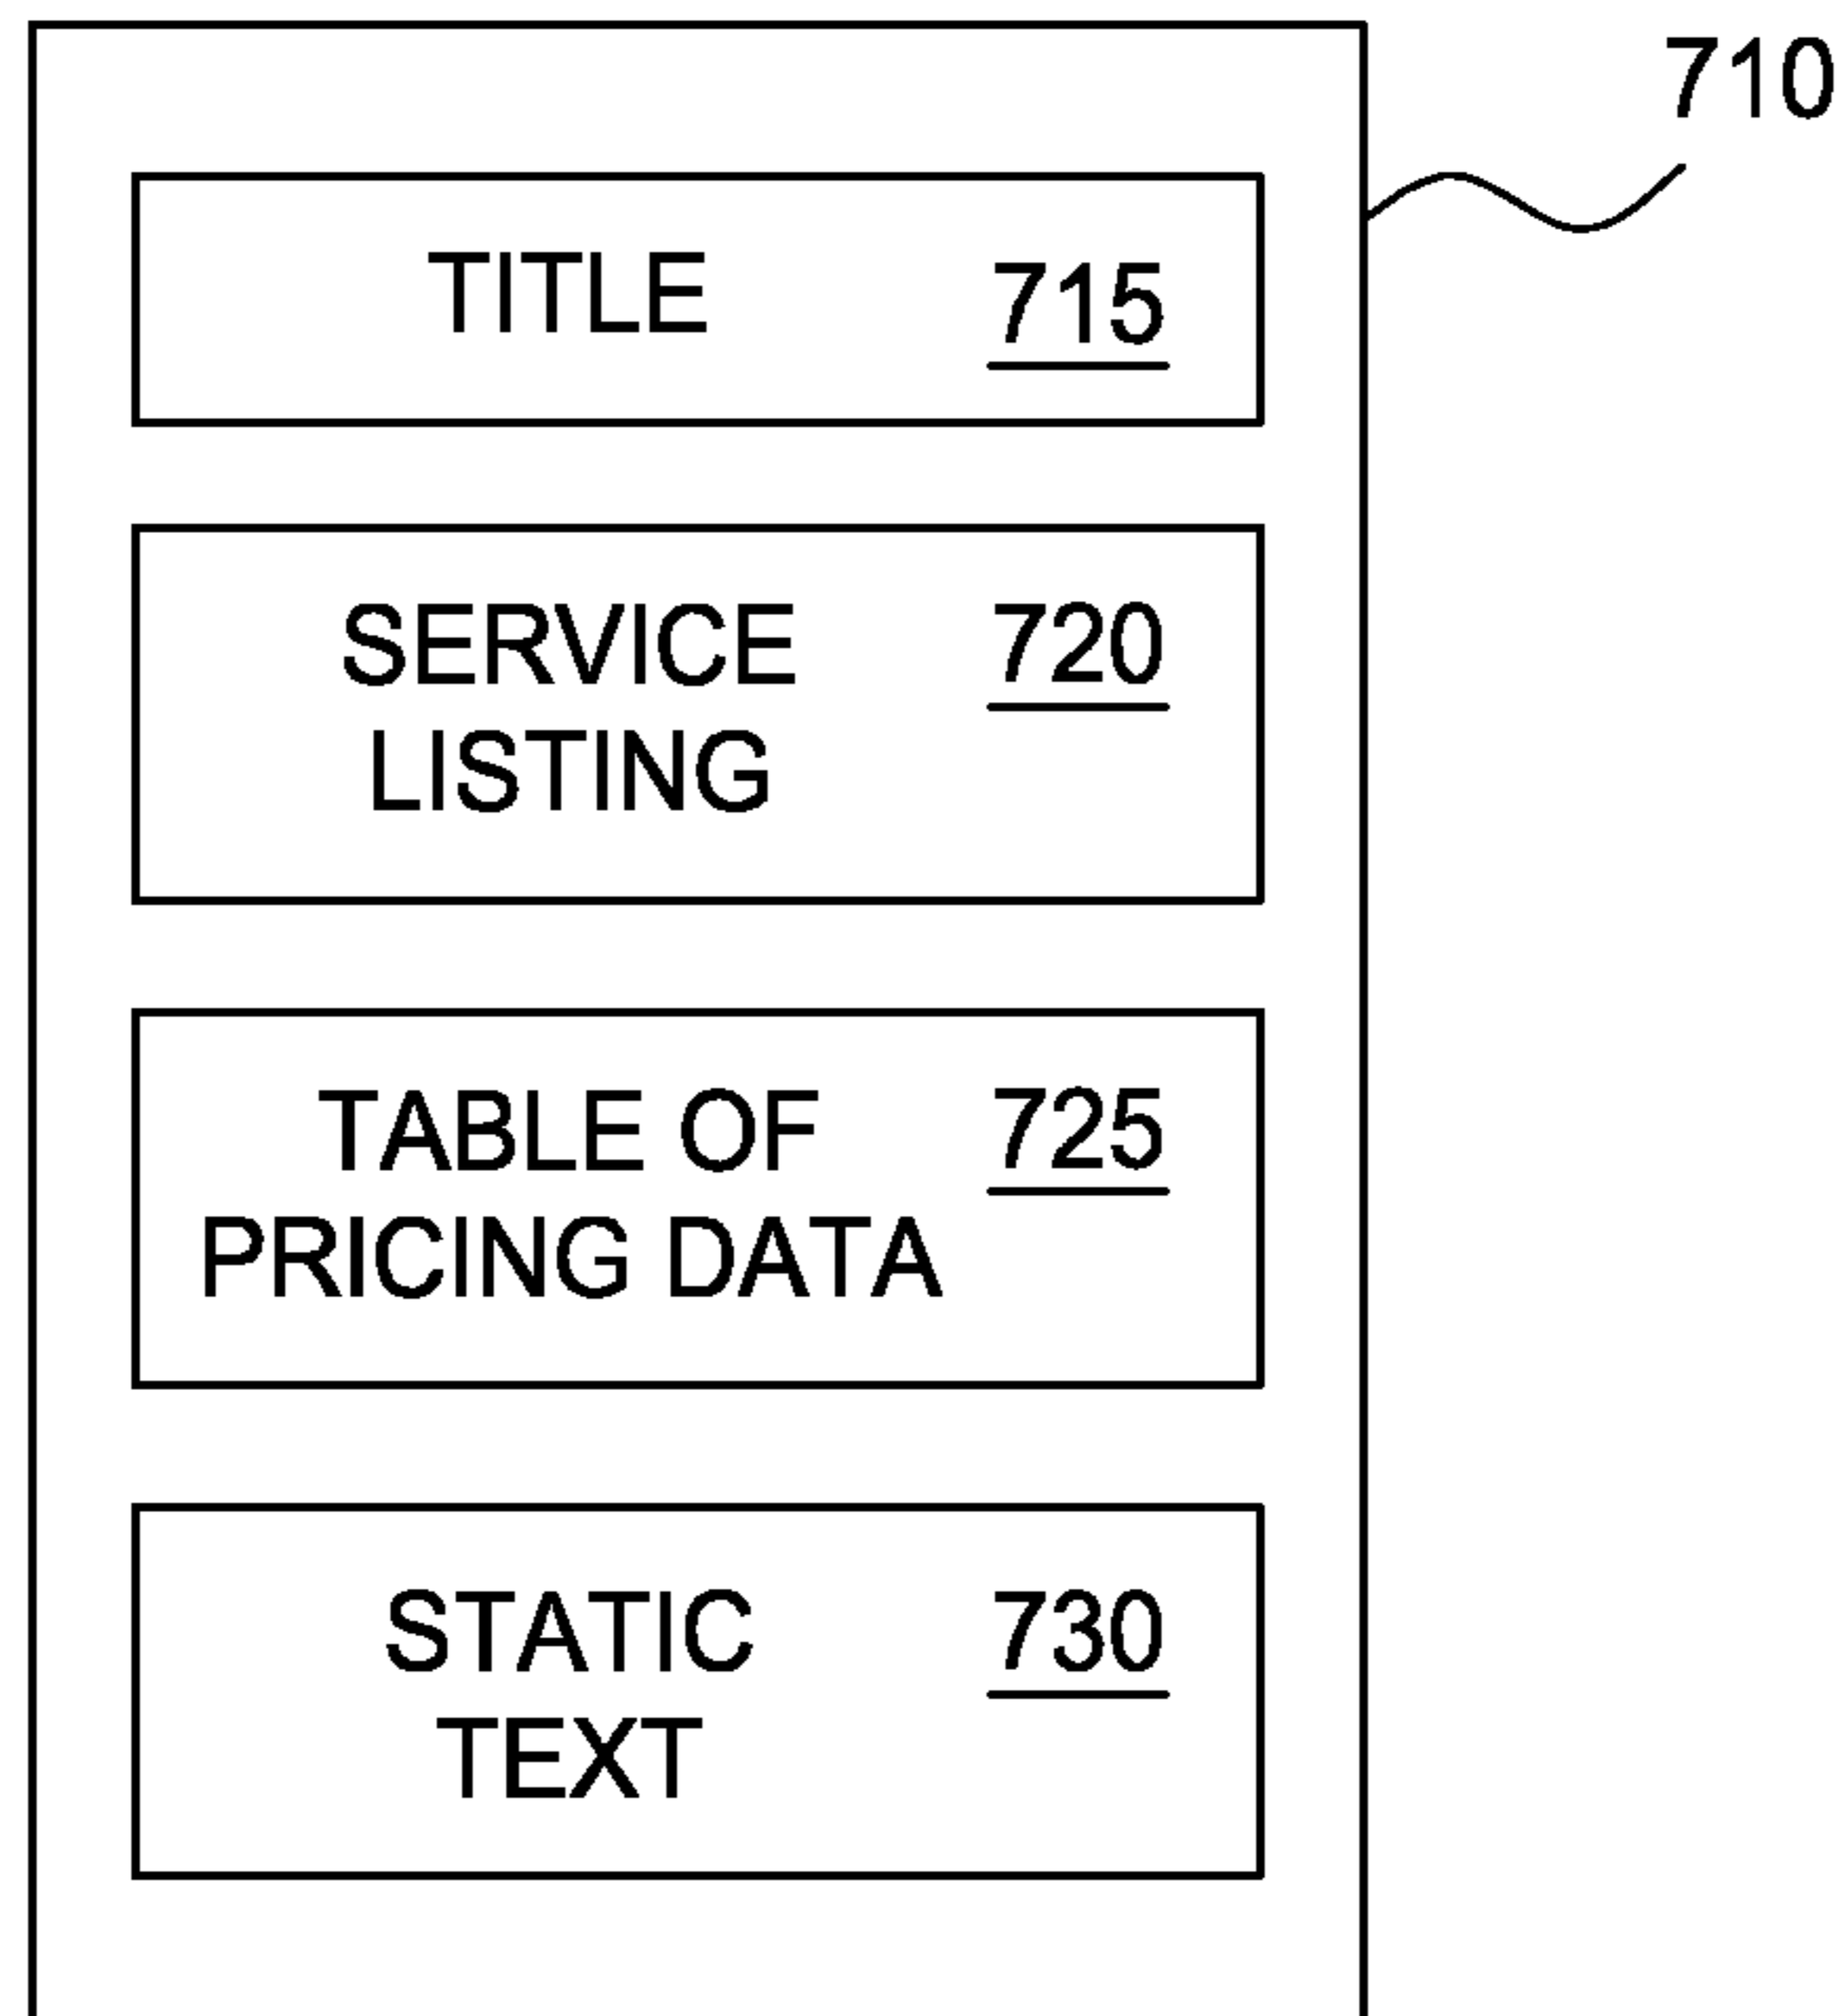 710
TITLE 715
SERVICE 720
LISTING
TABLE OF 725
PRICING DATA
STATIC 730
TEXT